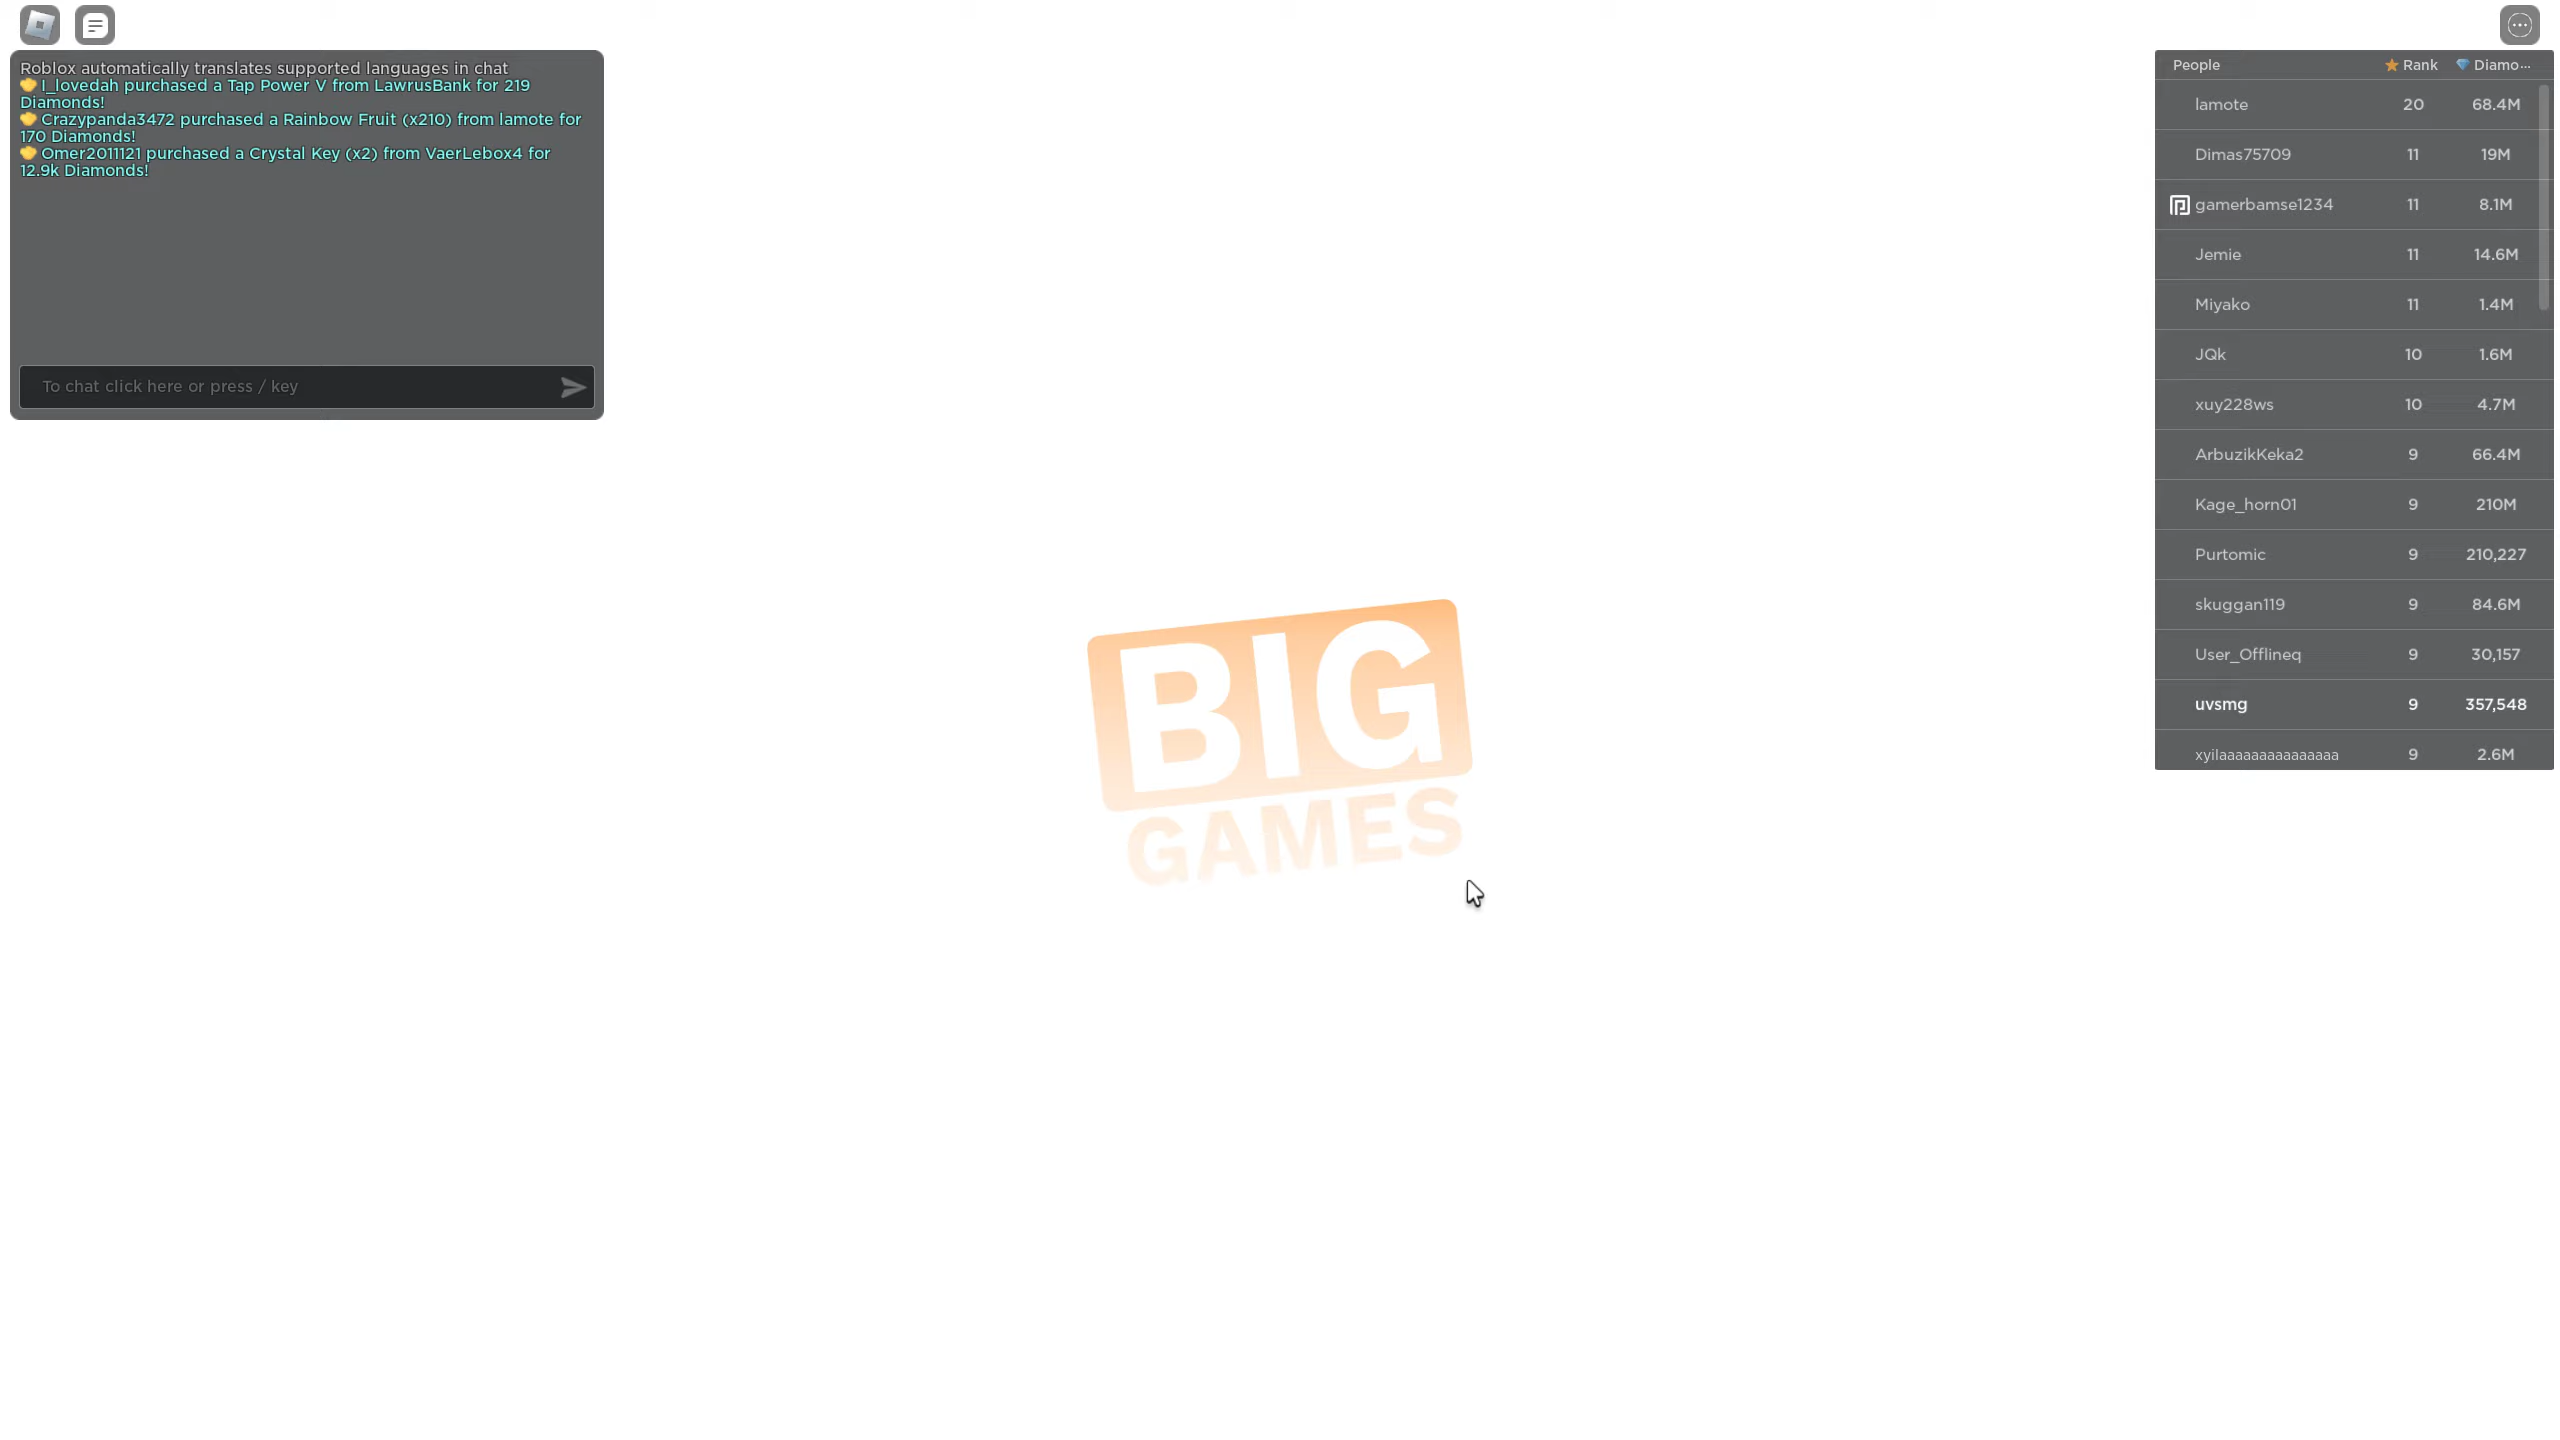 Roblox automatically translates supported languages in chat
I_lovedah purchased a Tap Power V from LawrusBank for 219
Diamonds!
Crazypanda3472 purchased a Rainbow Fruit (x210) from lamote for
170 Diamonds!
Omer2011121 purchased a Crystal Key (x2) from VaerLebox4 for
12.9k Diamonds!
To chat click here or press / key
People Rank Diamo...
lamote 20 68.4M
Dimas75709 11 19M
gamerbamse1234 11 8.1M
Jemie 11 14.6M
Miyako 11 1.4M
JQk 10 1.6M
xuy228ws 10 4.7M
ArbuzikKeka2 9 66.4M
Kage_horn01 9 210M
Purtomic 9 210,227
skuggan119 9 84.6M
User_Offlineq 9 30,157
uvsmg 9 357,548
xyilaaaaaaaaaaaaaaa 9 2.6M
BIG
GAMES